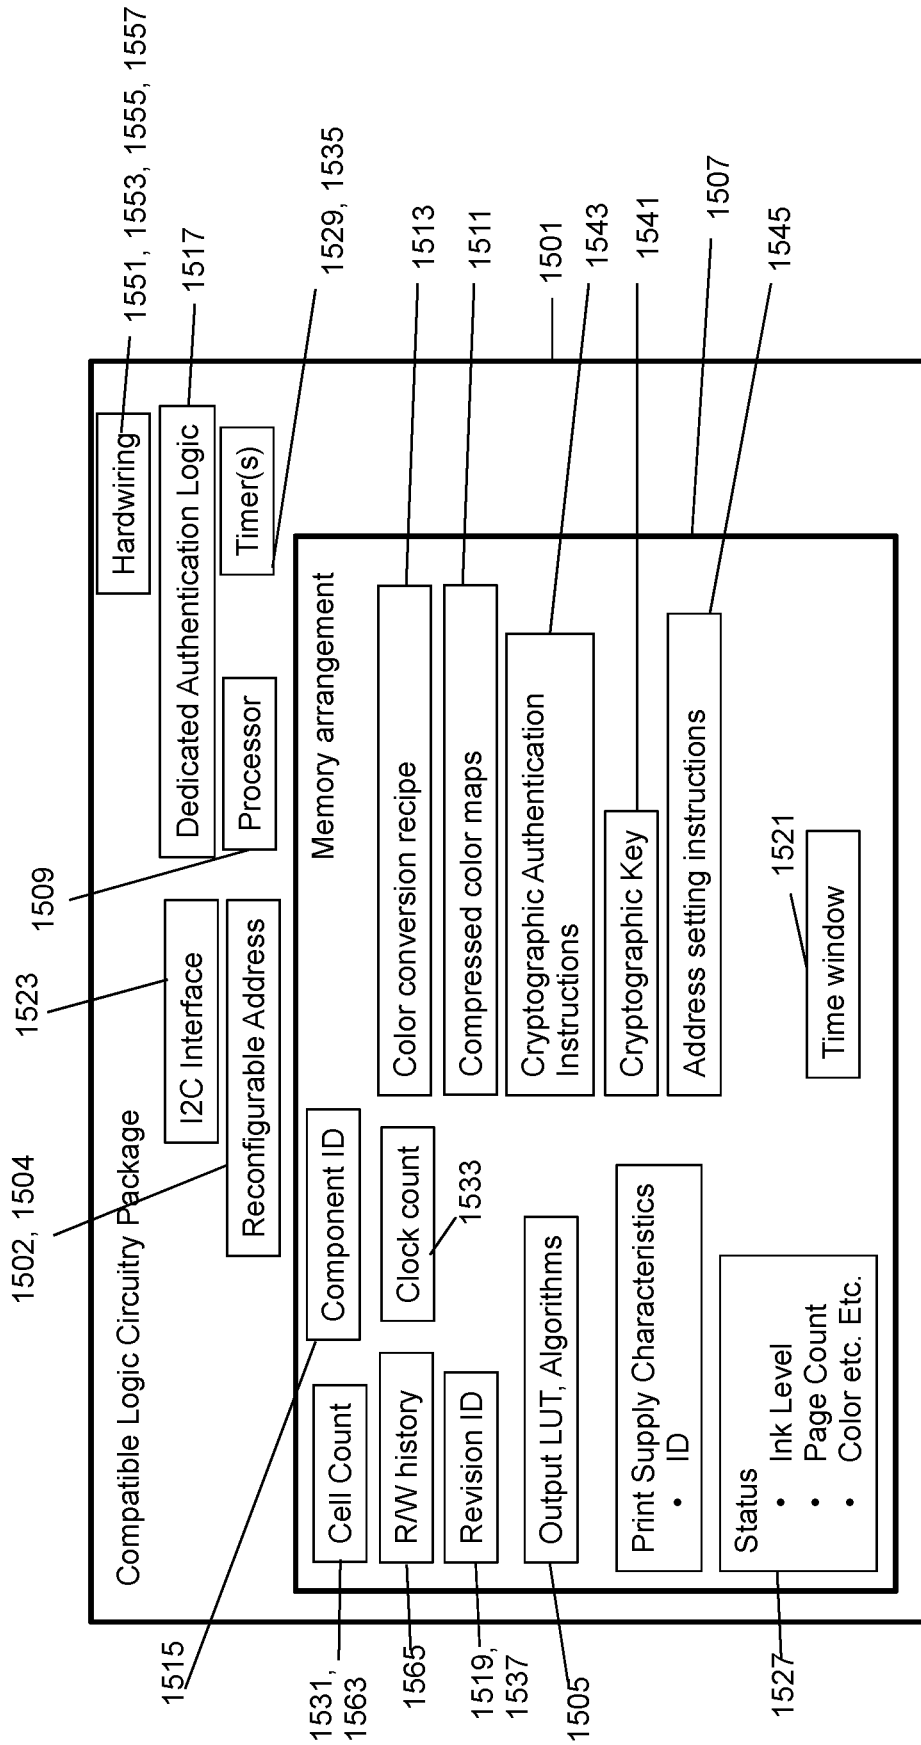 1502, 1504
1523
1509
Compatible Logic Circuitry Package
I2C Interface
Reconfigurable Address
Dedicated Authentication Logic
Processor
Hardwiring
Timer(s)
1551, 1553, 1555, 1557
1517
1529, 1535
1515
Memory arrangement
Cell Count
Component ID
1531,
1563
R/W history
1565
Clock count
1533
Revision ID
1519,
1537
Output LUT, Algorithms
1505
Print Supply Characteristics
• ID
Status
• Ink Level
• Page Count
• Color etc. Etc.
1527
Color conversion recipe
1513
Compressed color maps
1511
1501
Cryptographic Authentication
Instructions
1543
Cryptographic Key
1541
1507
Address setting instructions
1545
Time window
1521